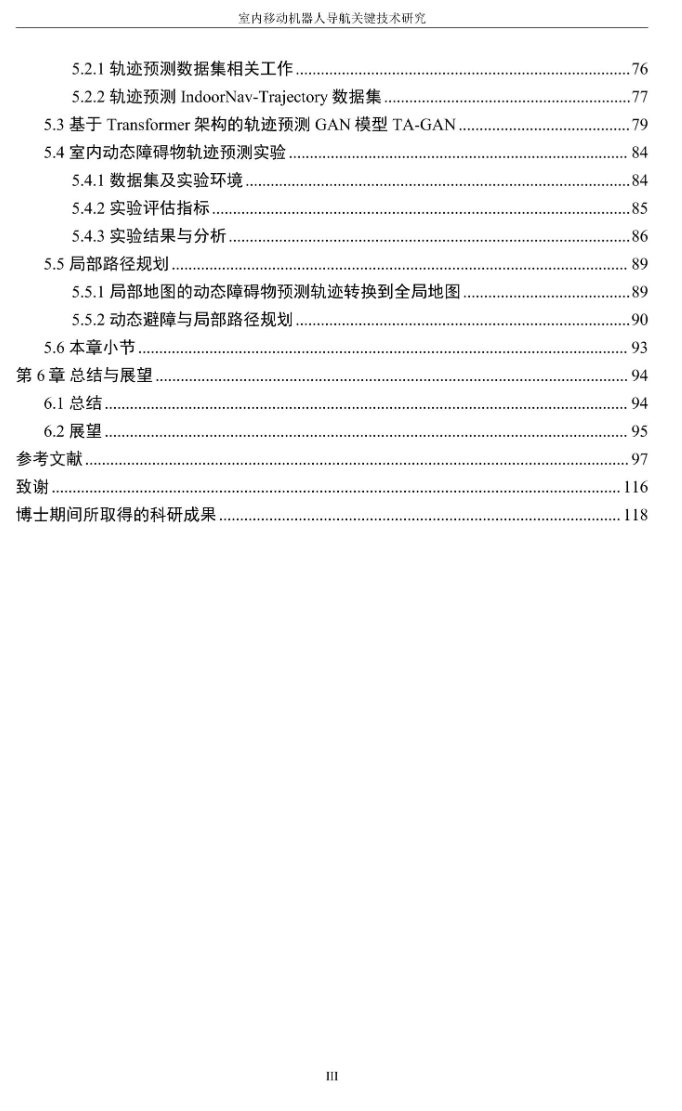 室内移动机器人导航关键技术研究
5.2.1 轨迹预测数据集相关工作........................................76
5.2.2 轨迹预测 IndoorNav-Trajectory 数据集........................................77
5.3 基于 Transformer 架构的轨迹预测 GAN 模型 TA-GAN........................................79
5.4 室内动态障碍物轨迹预测实验........................................84
5.4.1 数据集及实验环境........................................84
5.4.2 实验评估指标........................................85
5.4.3 实验结果与分析........................................86
5.5 局部路径规划........................................89
5.5.1 局部地图的动态障碍物预测轨迹转换到全局地图........................................89
5.5.2 动态避障与局部路径规划........................................90
5.6 本章小节........................................93
第 6 章 总结与展望........................................94
6.1 总结........................................94
6.2 展望........................................95
参考文献........................................97
致谢........................................116
博士期间所取得的科研成果........................................118
III